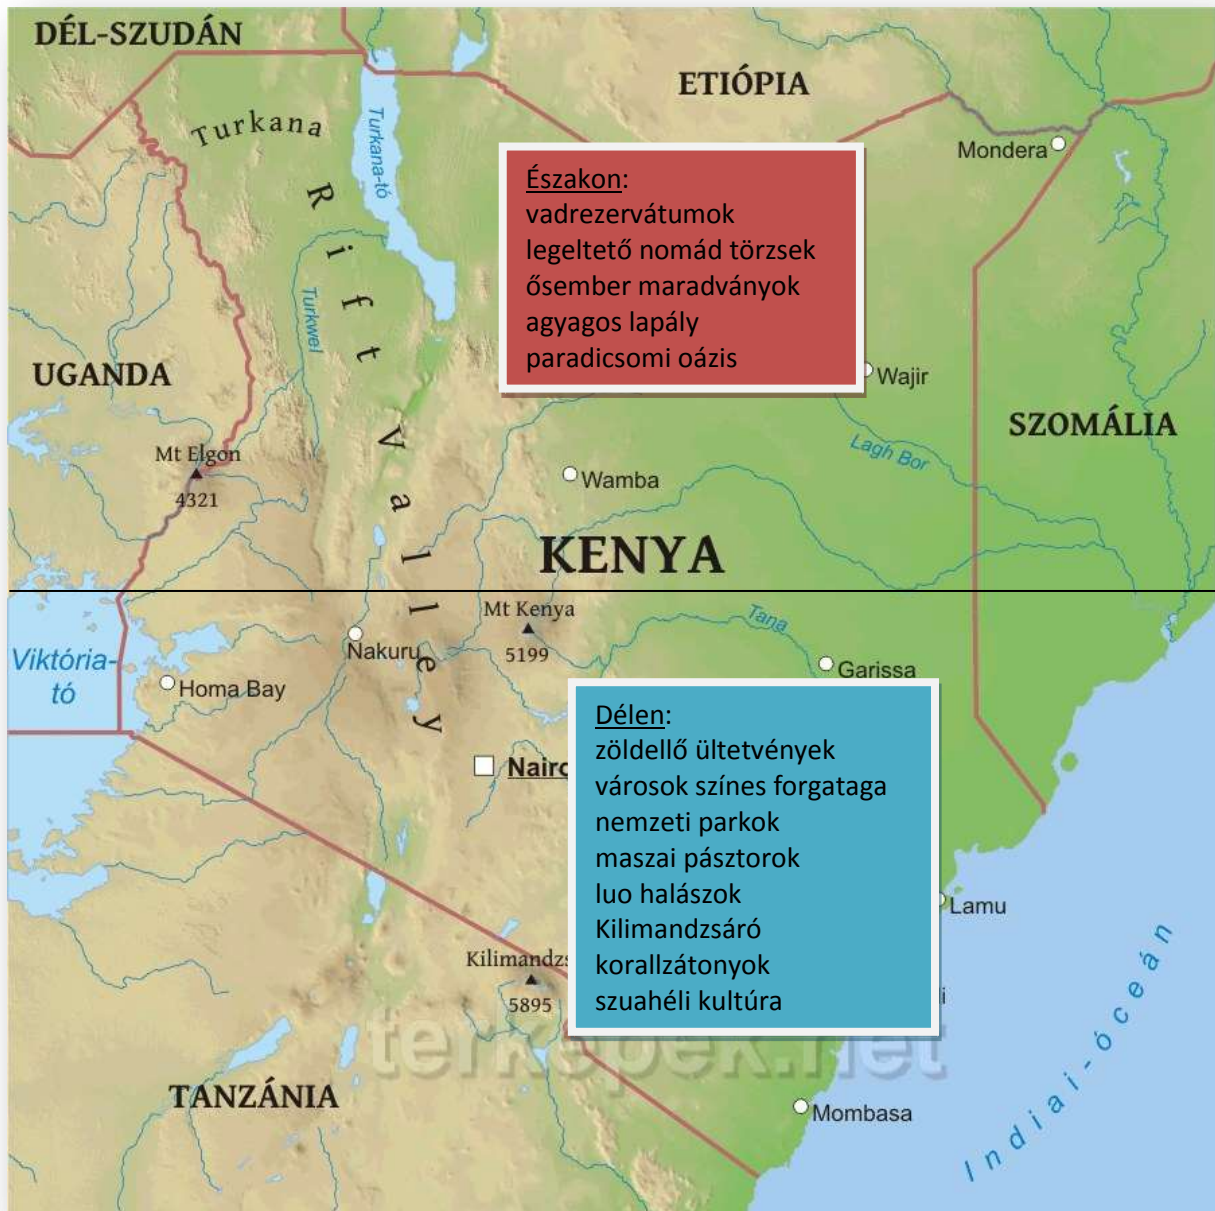 DÉL-SZUDÁN
ETIÓPIA
Turkana
Turkana-tó
Mondera
Rift Valley
Északon:
vadrezervátumok
legeltető nomád törzsek
ősember maradványok
agyagos lapály
paradicsomi oázis
Turkwel
UGANDA
Wajir
SZOMÁLIA
Mt Elgon
4321
Lagh Bor
Wamba
KENYA
Mt Kenya
5199
Tana
Viktória-
tó
Nakuru
Homa Bay
Garissa
Délen:
zöldellő ültetvények
városok színes forgataga
nemzeti parkok
maszai pásztorok
luo halászok
Kilimandzsáró
korallzátonyok
szuahéli kultúra
Lamu
5895
terkepek.net
TANZÁNIA
Mombasa
Indiai-óceán